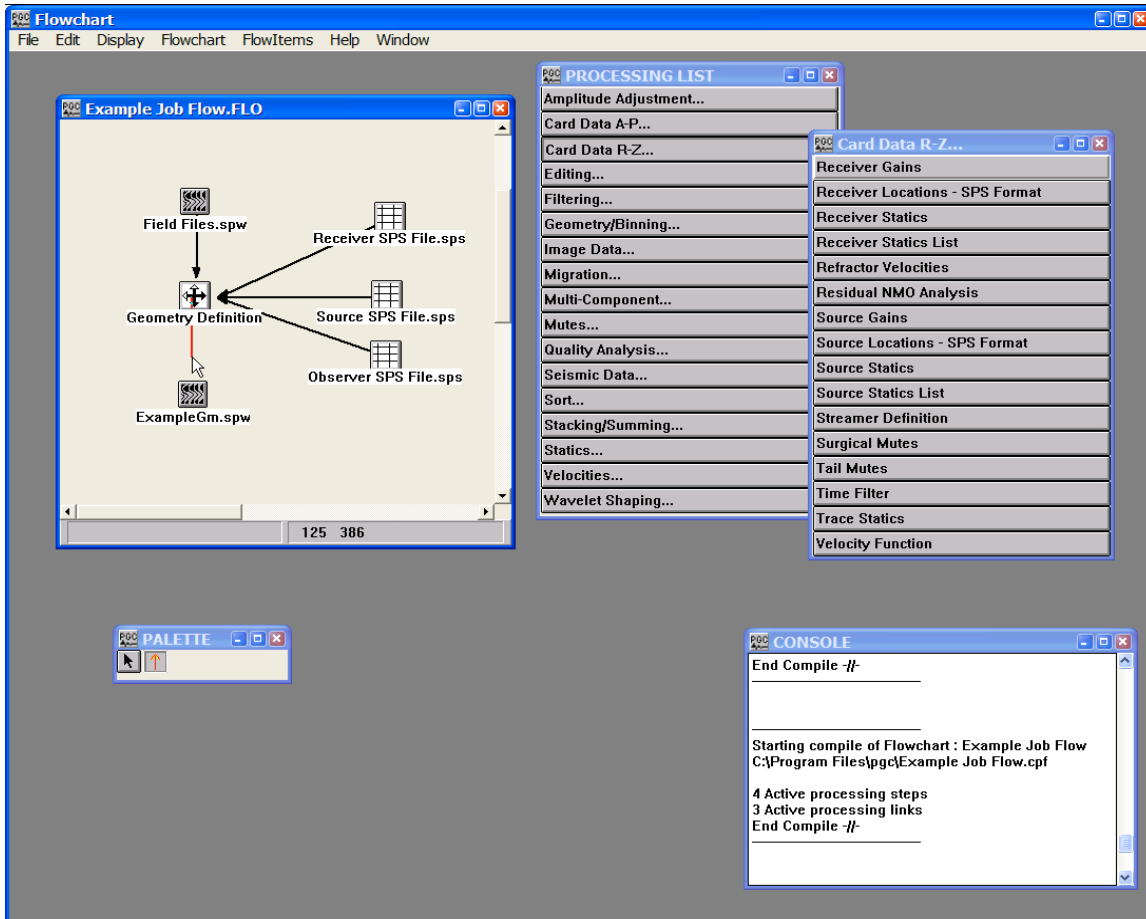 Flowchart
File Edit Display Flowchart FlowItems Help Window
Example Job Flow.FLO
Field Files.spw
Receiver SPS File.sps
Geometry Definition
Source SPS File.sps
Observer SPS File.sps
ExampleGm.spw
125 386
PROCESSING LIST
Amplitude Adjustment...
Card Data A-P...
Card Data R-Z...
Editing...
Filtering...
Geometry/Binning...
Image Data...
Migration...
Multi-Component...
Mutes...
Quality Analysis...
Seismic Data...
Sort...
Stacking/Summing...
Statics...
Velocities...
Wavelet Shaping...
Card Data R-Z...
Receiver Gains
Receiver Locations - SPS Format
Receiver Statics
Receiver Statics List
Refractor Velocities
Residual NMO Analysis
Source Gains
Source Locations - SPS Format
Source Statics
Source Statics List
Streamer Definition
Surgical Mutes
Tail Mutes
Time Filter
Trace Statics
Velocity Function
PALETTE
CONSOLE
End Compile -//-
Starting compile of Flowchart : Example Job Flow
C:\Program Files\pgc\Example Job Flow.cpf
4 Active processing steps
3 Active processing links
End Compile -//-